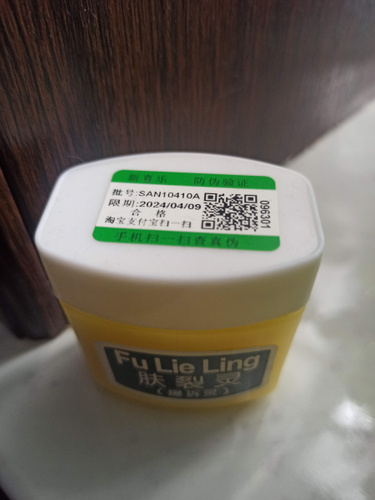 新育乐 防伪验证
批号:SAN10410A
限期:2024/04/09
合 格
淘宝支付宝扫一扫
096301
手机扫一扫查真伪
Fu Lie Ling
肤裂灵